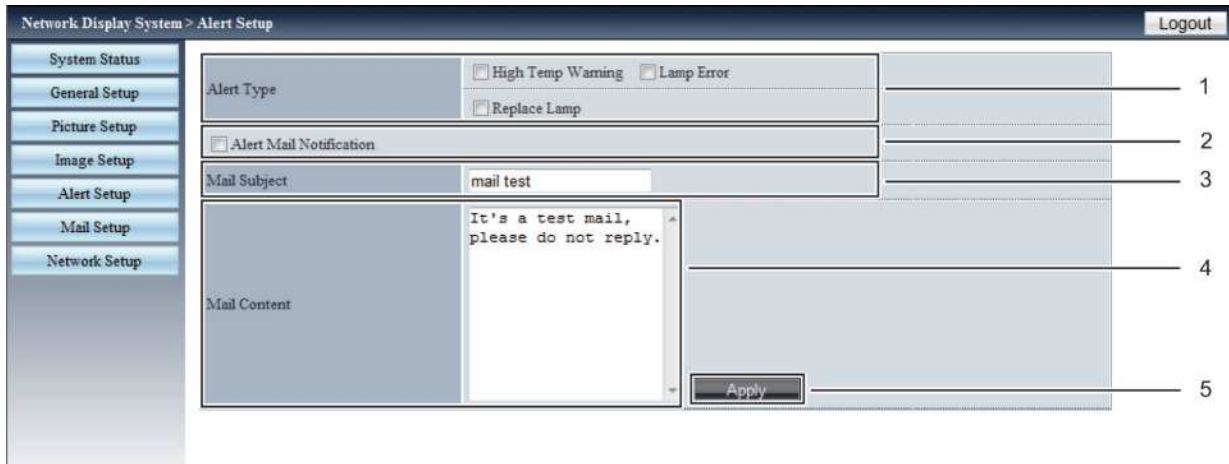 Network Display System > Alert Setup
Logout
System Status
General Setup
Picture Setup
Image Setup
Alert Setup
Mail Setup
Network Setup
Alert Type
High Temp Warning Lamp Error
Replace Lamp
1
Alert Mail Notification
2
Mail Subject mail test
3
Mail Content
It's a test mail,
please do not reply.
4
Apply
5